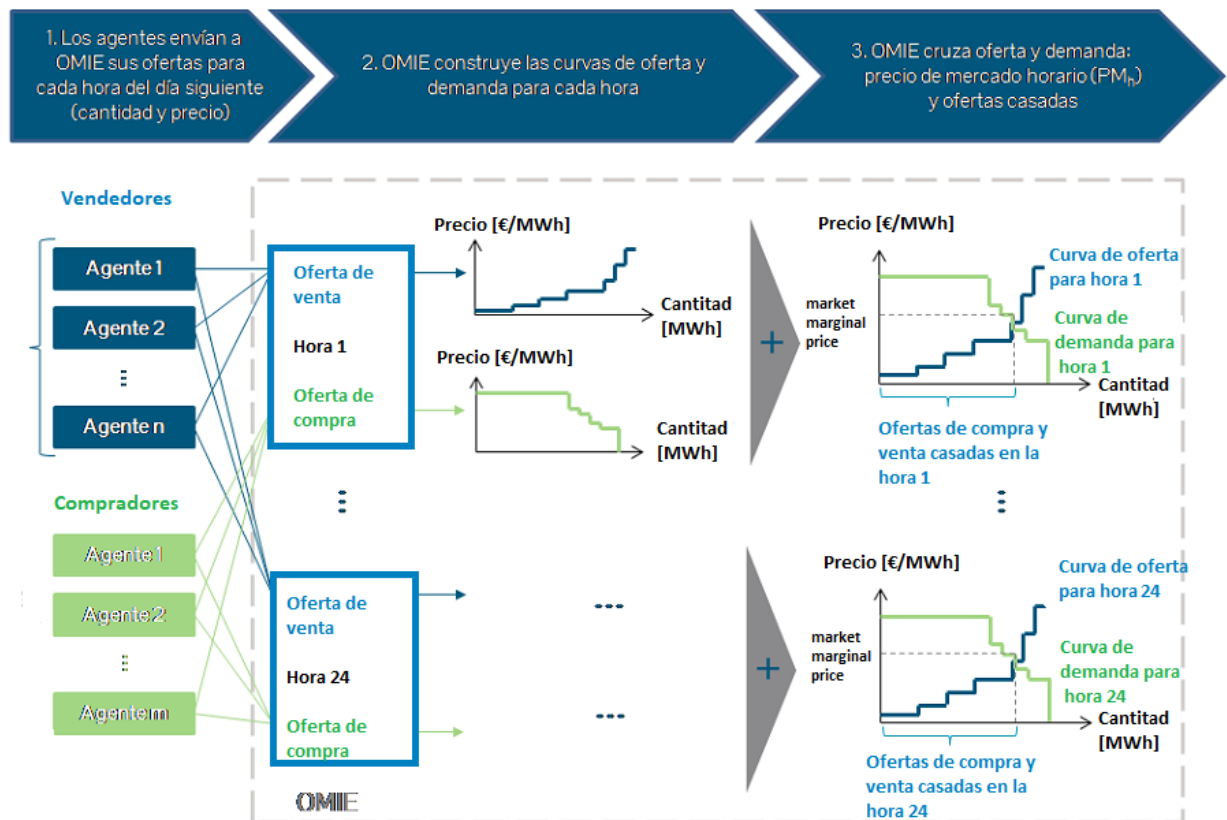 1. Los agentes envían a
OMIE sus ofertas para
cada hora del día siguiente
(cantidad y precio)
2. OMIE construye las curvas de oferta y
demanda para cada hora
3. OMIE cruza oferta y demanda:
precio de mercado horario (PMh)
y ofertas casadas
Vendedores
Agente 1
Agente 2
Agente n
Compradores
Agente 1
Agente 2
Agente m
Oferta de
venta
Hora 1
Oferta de
compra
Precio [€/MWh]
Cantitad
[MWh]
Precio [€/MWh]
Cantitad
[MWh]
+
Precio [€/MWh]
market
marginal
price
Curva de oferta
para hora 1
Curva de
demanda para
hora 1
Cantitad
[MWh]
Ofertas de compra y
venta casadas en la
hora 1
Oferta de
venta
Hora 24
Oferta de
compra
+
Precio [€/MWh]
market
marginal
price
Curva de oferta
para hora 24
Curva de
demanda para
hora 24
Cantitad
[MWh]
Ofertas de compra y
venta casadas en la
hora 24
OMIE